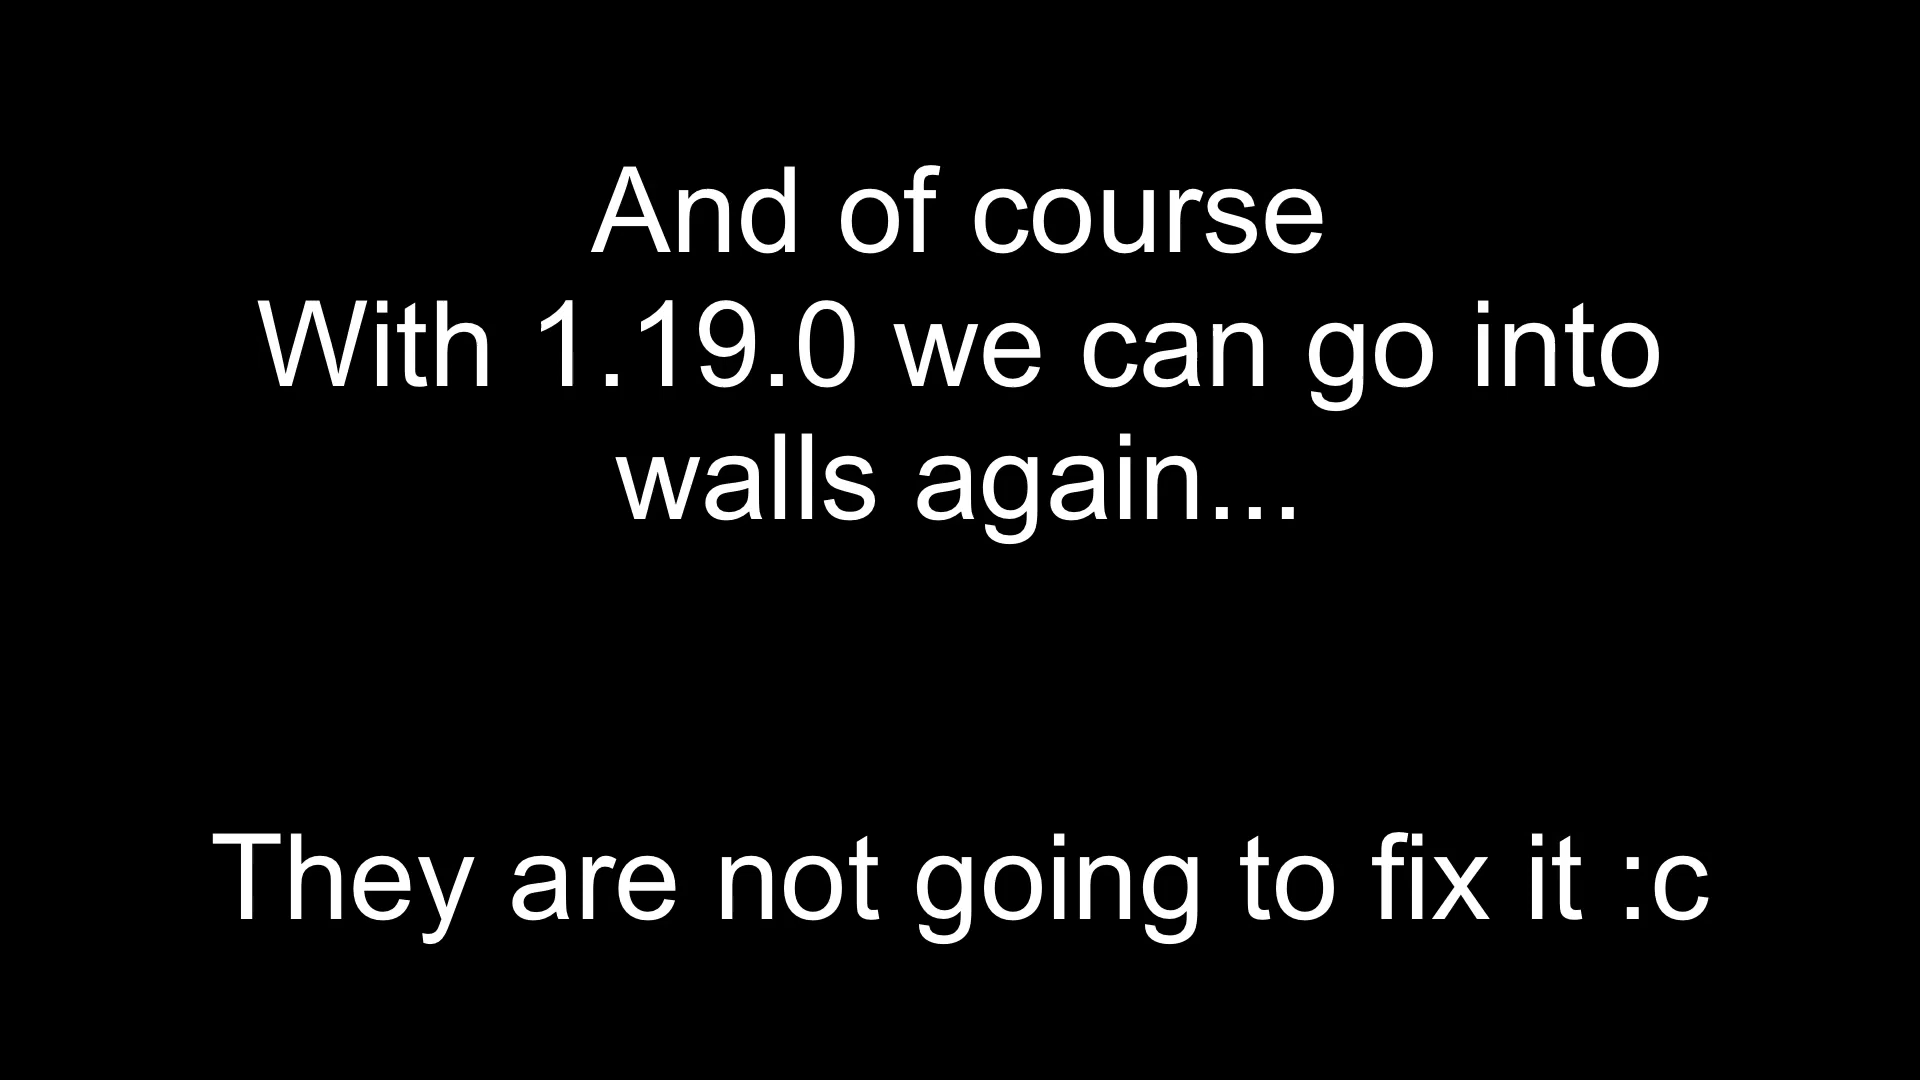 And of course
With 1.19.0 we can go into
walls again...
They are not going to fix it :c